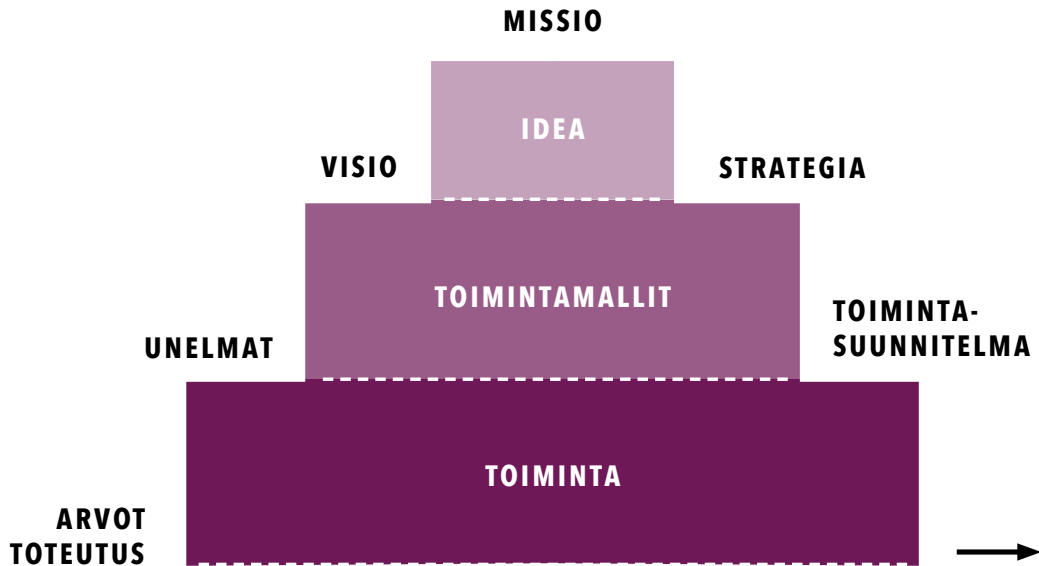 MISSIO
IDEA
VISIO
STRATEGIA
TOIMINTAMALLIT
TOIMINTA-
SUUNNITELMA
UNELMAT
TOIMINTA
ARVOT
TOTEUTUS